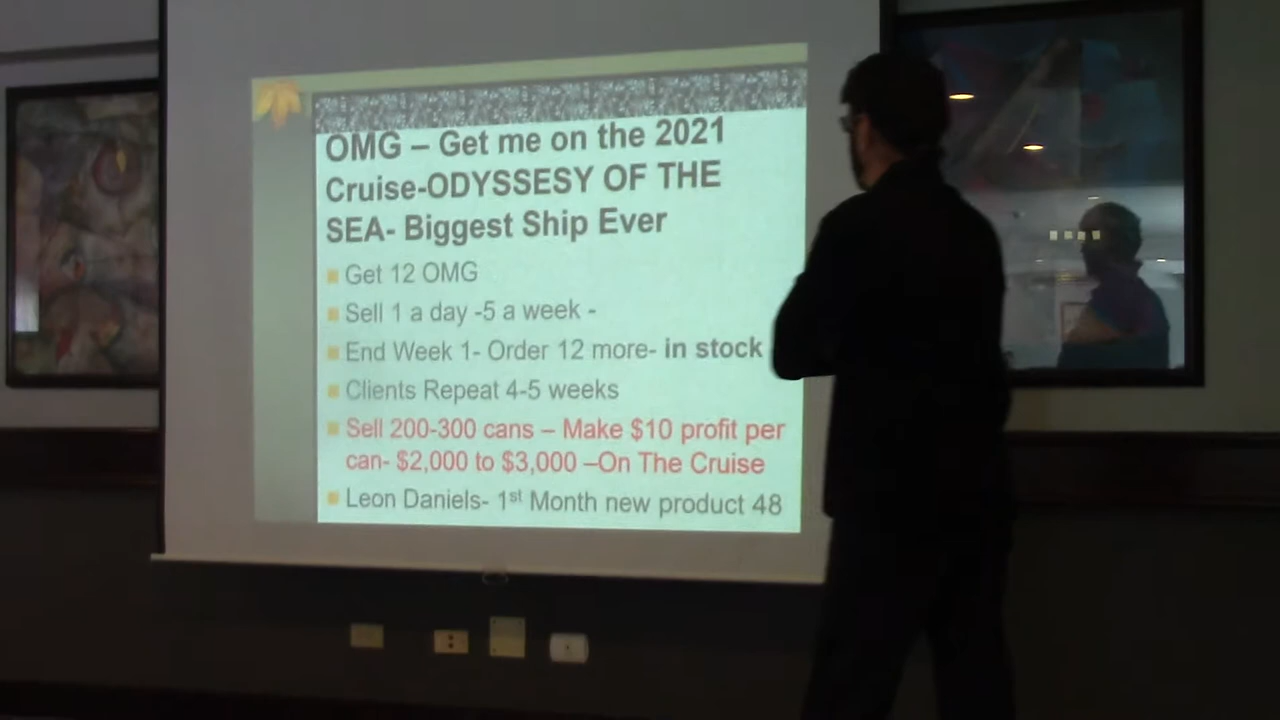 OMG – Get me on the 2021
Cruise-ODYSSESY OF THE
SEA- Biggest Ship Ever
Get 12 OMG
Sell 1 a day -5 a week -
End Week 1- Order 12 more- in stock
Clients Repeat 4-5 weeks
Sell 200-300 cans – Make $10 profit per
can- $2,000 to $3,000 –On The Cruise
Leon Daniels- 1st Month new product 48